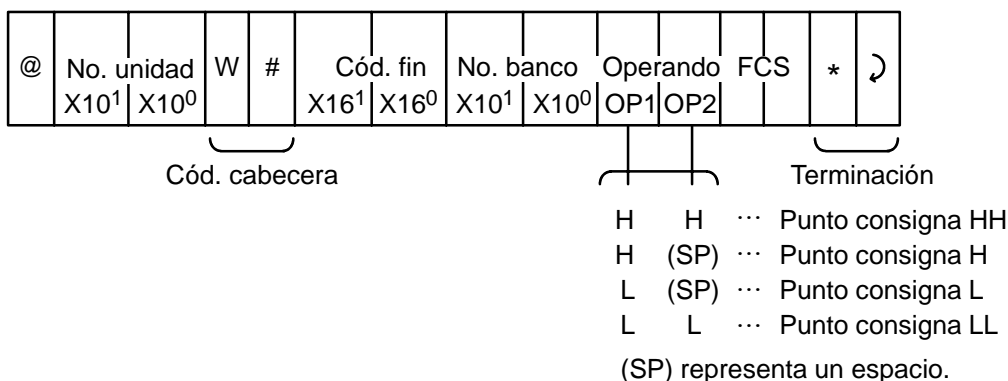 @ No. unidad W # Cód. fin No. banco Operando FCS * ⤸
X10¹ X10⁰ X16¹ X16⁰ X10¹ X10⁰ OP1 OP2
Cód. cabecera Terminación
H H ··· Punto consigna HH
H (SP) ··· Punto consigna H
L (SP) ··· Punto consigna L
L L ··· Punto consigna LL
(SP) representa un espacio.